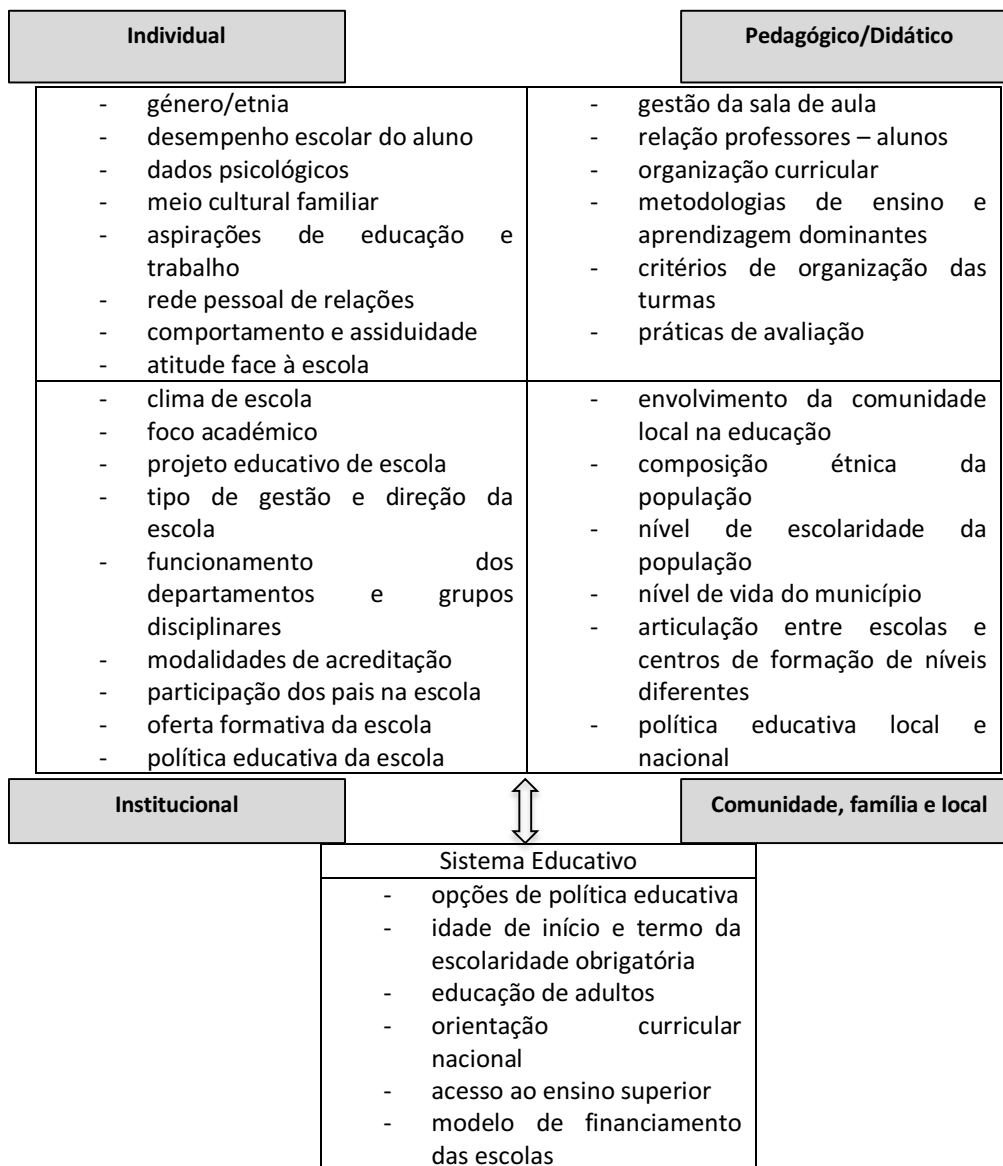 Individual
Pedagógico/Didático
- género/etnia
- desempenho escolar do aluno
- dados psicológicos
- meio cultural familiar
- aspirações de educação e
trabalho
- rede pessoal de relações
- comportamento e assiduidade
- atitude face à escola
- gestão da sala de aula
- relação professores – alunos
- organização curricular
- metodologias de ensino e
aprendizagem dominantes
- critérios de organização das
turmas
- práticas de avaliação
- clima de escola
- foco académico
- projeto educativo de escola
- tipo de gestão e direção da
escola
- funcionamento dos
departamentos e grupos
disciplinares
- modalidades de acreditação
- participação dos pais na escola
- oferta formativa da escola
- política educativa da escola
- envolvimento da comunidade
local na educação
- composição étnica da
população
- nível de escolaridade da
população
- nível de vida do município
- articulação entre escolas e
centros de formação de níveis
diferentes
- política educativa local e
nacional
Institucional
Comunidade, família e local
Sistema Educativo
- opções de política educativa
- idade de início e termo da
escolaridade obrigatória
- educação de adultos
- orientação curricular
nacional
- acesso ao ensino superior
- modelo de financiamento
das escolas